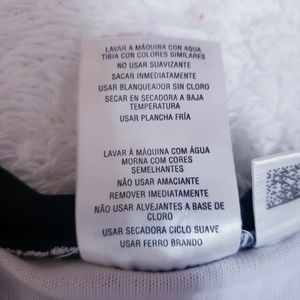 LAVAR A MÁQUINA CON AGUA
TIBIA CON COLORES SIMILARES
NO USAR SUAVIZANTE
SACAR INMEDIATAMENTE
USAR BLANQUEADOR SIN CLORO
SECAR EN SECADORA A BAJA
TEMPERATURA
USAR PLANCHA FRÍA
LAVAR À MÁQUINA COM ÁGUA
MORNA COM CORES
SEMELHANTES
NÃO USAR AMACIANTE
REMOVER IMEDIATAMENTE
NÃO USAR ALVEJANTES A BASE DE
CLORO
USAR SECADORA CICLO SUAVE
USAR FERRO BRANDO